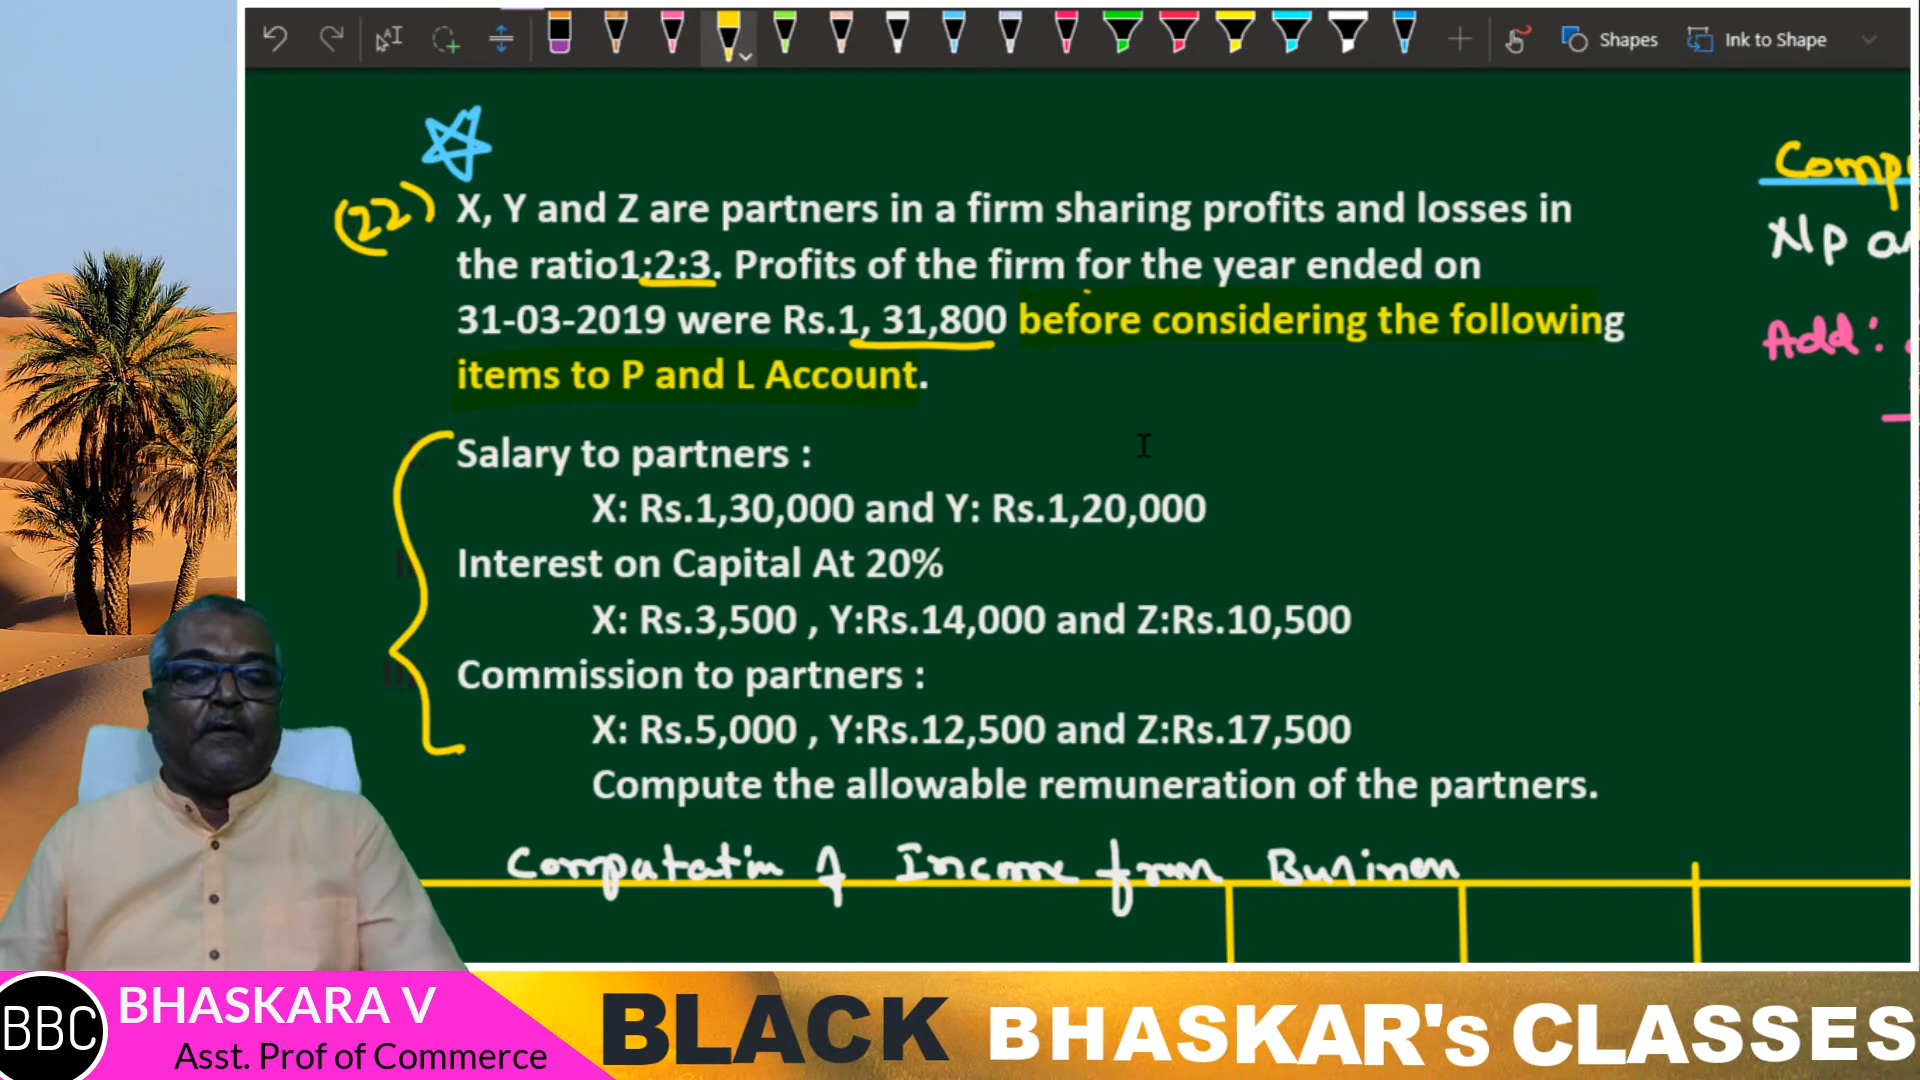 Shapes
Ink to Shape
(22) X, Y and Z are partners in a firm sharing profits and losses in
the ratio1:2:3. Profits of the firm for the year ended on
31-03-2019 were Rs.1, 31,800 before considering the following
items to P and L Account.
Salary to partners :
X: Rs.1,30,000 and Y: Rs.1,20,000
Interest on Capital At 20%
X: Rs.3,500 , Y:Rs.14,000 and Z:Rs.10,500
Commission to partners :
X: Rs.5,000 , Y:Rs.12,500 and Z:Rs.17,500
Compute the allowable remuneration of the partners.
Computation of Income from Business
Add:
BBC
BHASKARA V
Asst. Prof of Commerce
BLACK BHASKAR's CLASSES